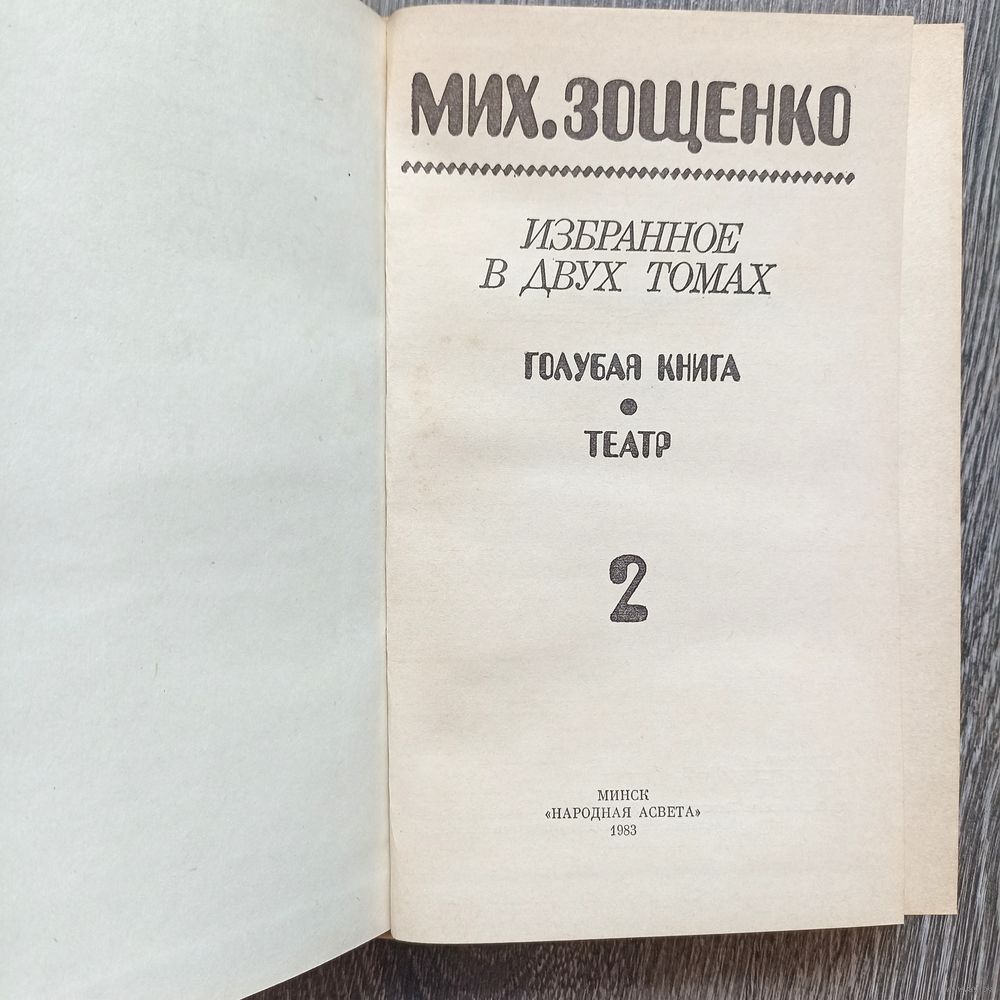 МИХ.ЗОЩЕНКО
ИЗБРАННОЕ
В ДВУХ ТОМАХ
ГОЛУБАЯ КНИГА
•
ТЕАТР
2
МИНСК
«НАРОДНАЯ АСВЕТА»
1983